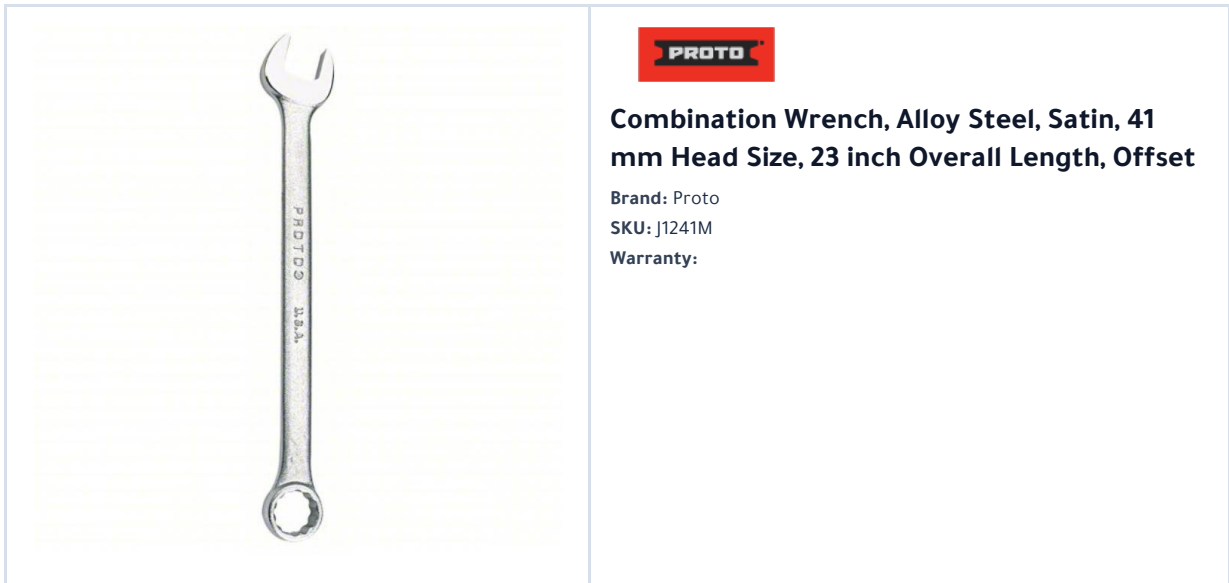 PROTO
U.S.A.
PROTO
Combination Wrench, Alloy Steel, Satin, 41
mm Head Size, 23 inch Overall Length, Offset
Brand: Proto
SKU: J1241M
Warranty: